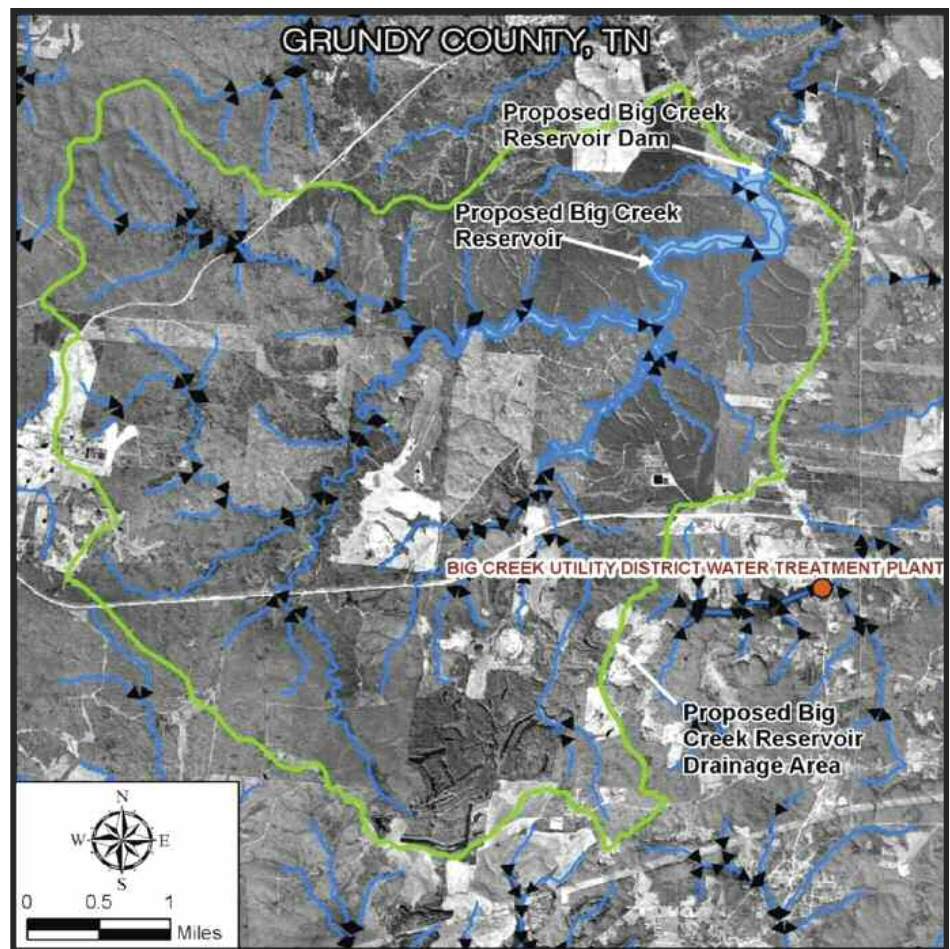 GRUNDY COUNTY, TN
Proposed Big Creek
Reservoir Dam
Proposed Big Creek
Reservoir
BIG CREEK UTILITY DISTRICT WATER TREATMENT PLANT
Proposed Big
Creek Reservoir
Drainage Area
N
W
E
S
0 0.5 1
Miles